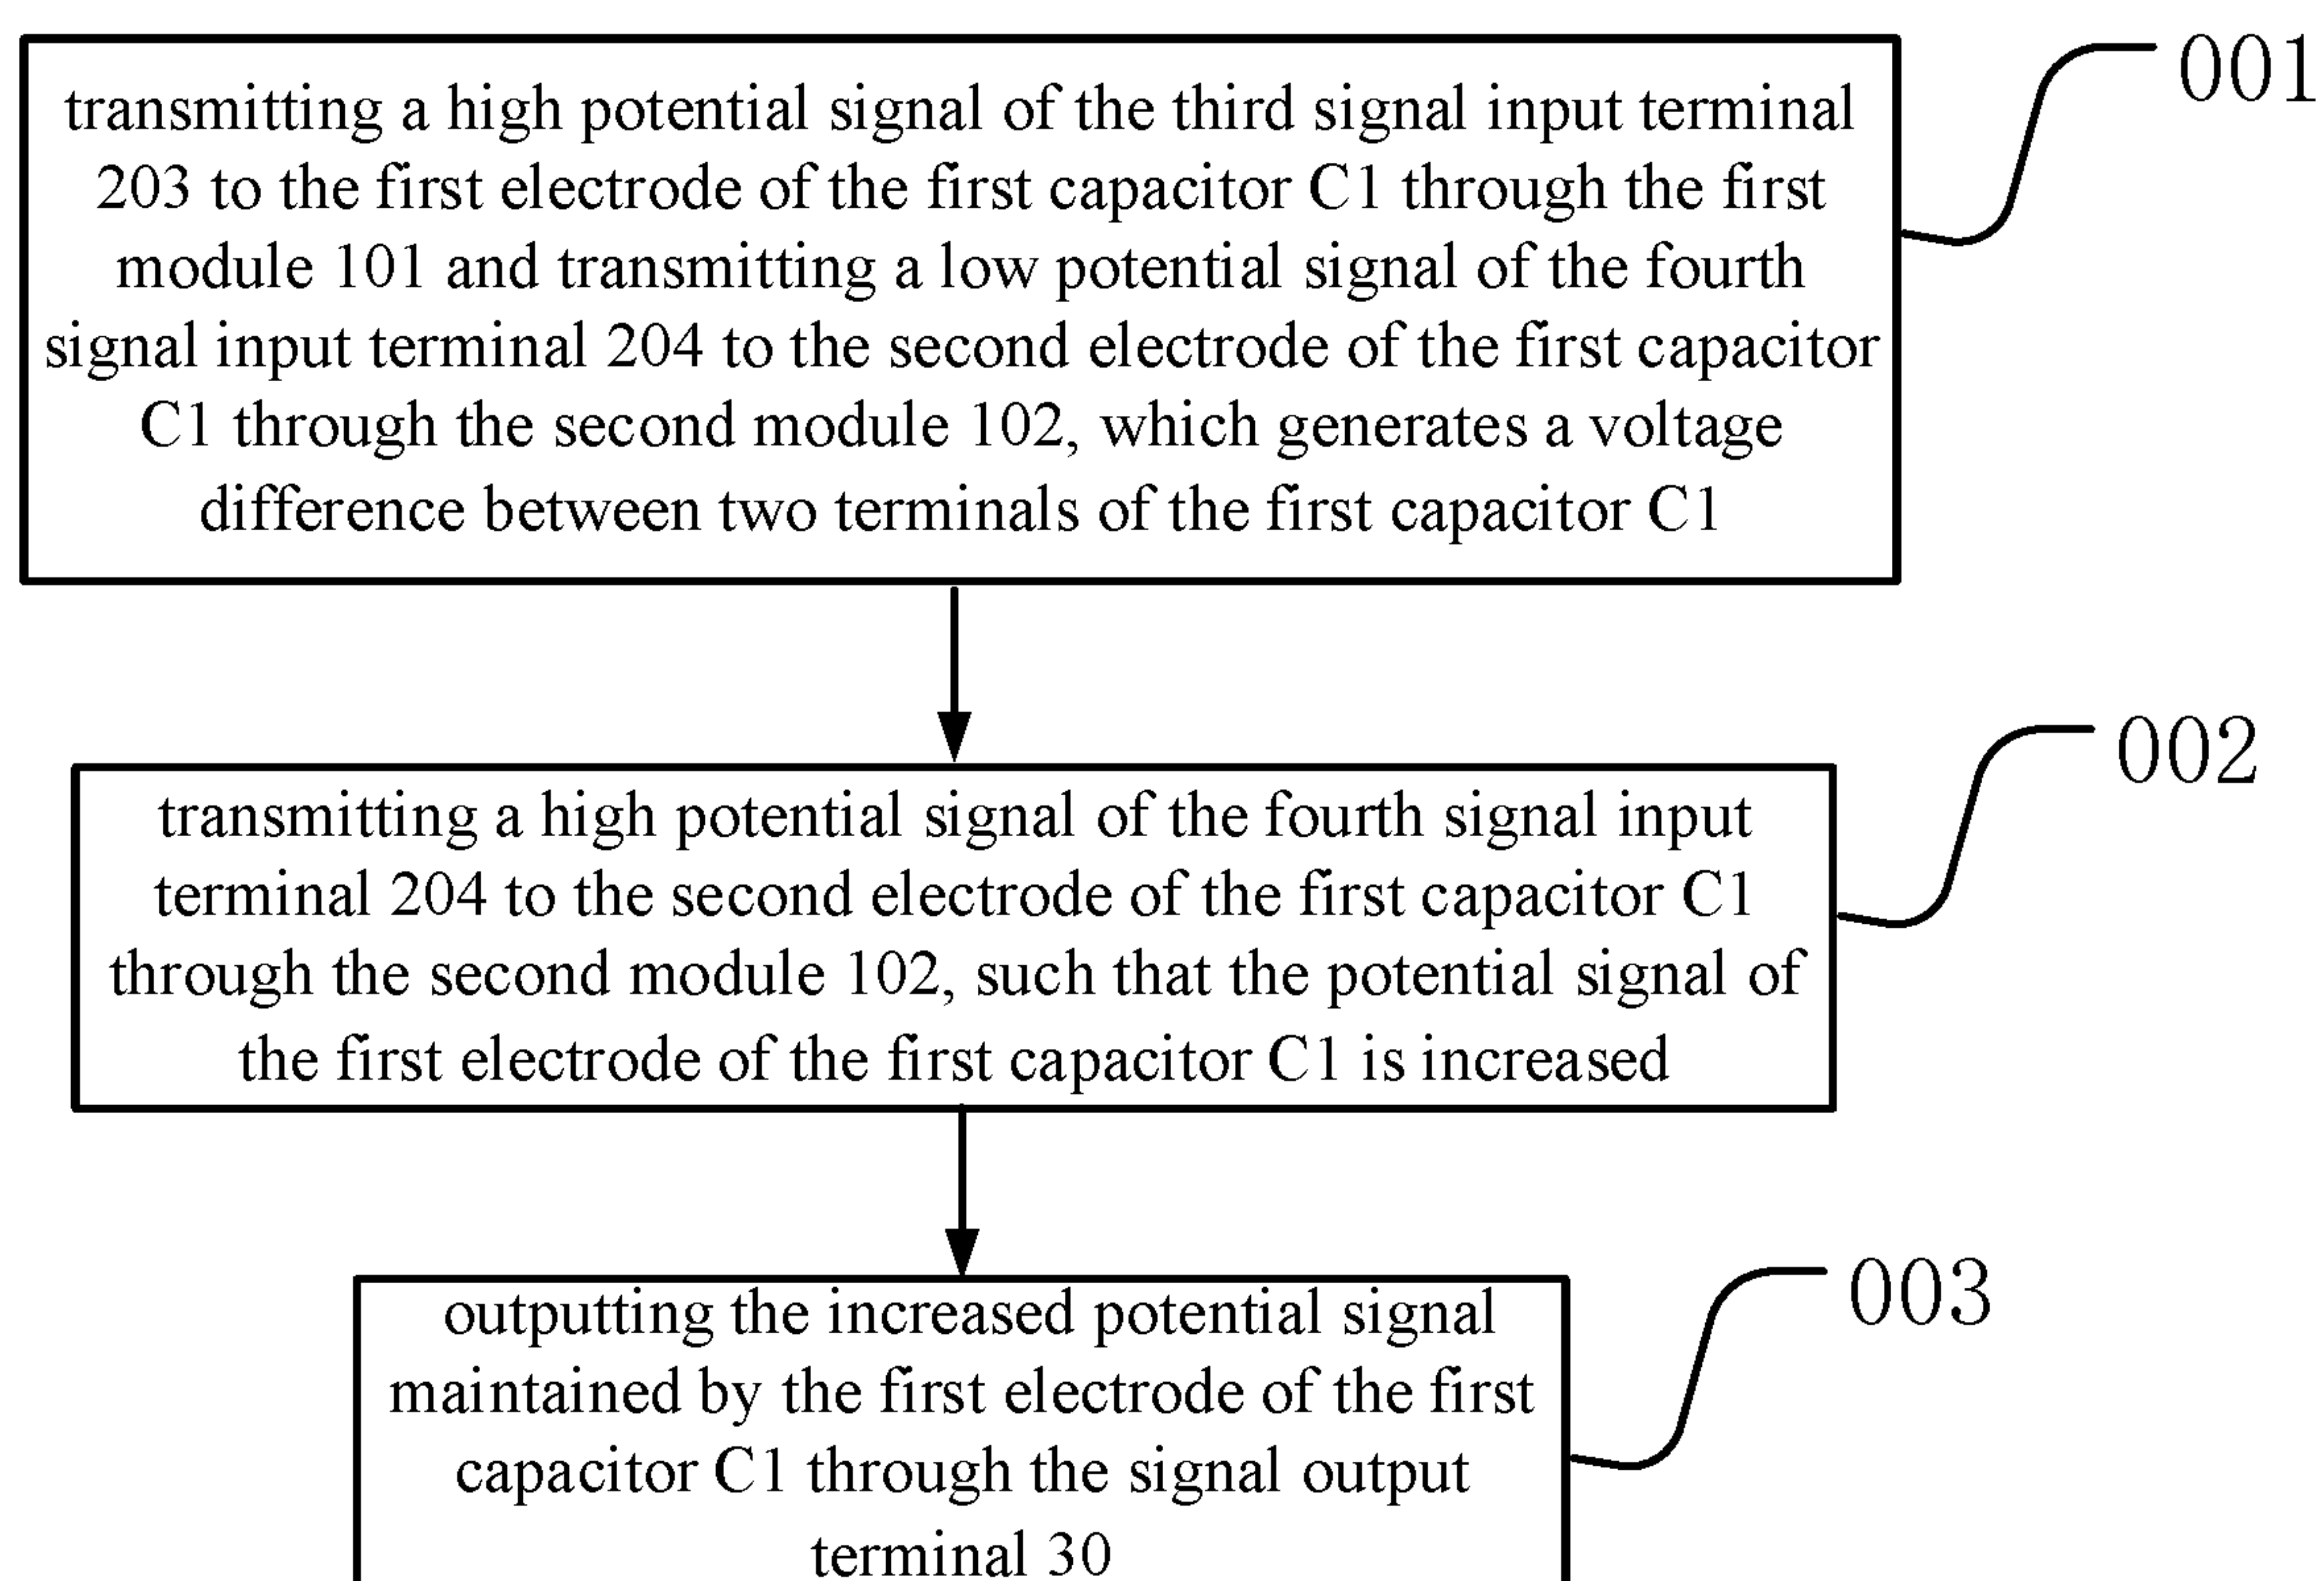 transmitting a high potential signal of the third signal input terminal
203 to the first electrode of the first capacitor C1 through the first
module 101 and transmitting a low potential signal of the fourth
signal input terminal 204 to the second electrode of the first capacitor
C1 through the second module 102, which generates a voltage
difference between two terminals of the first capacitor C1
001
transmitting a high potential signal of the fourth signal input
terminal 204 to the second electrode of the first capacitor C1
through the second module 102, such that the potential signal of
the first electrode of the first capacitor C1 is increased
002
outputting the increased potential signal
maintained by the first electrode of the first
capacitor C1 through the signal output
terminal 30
003